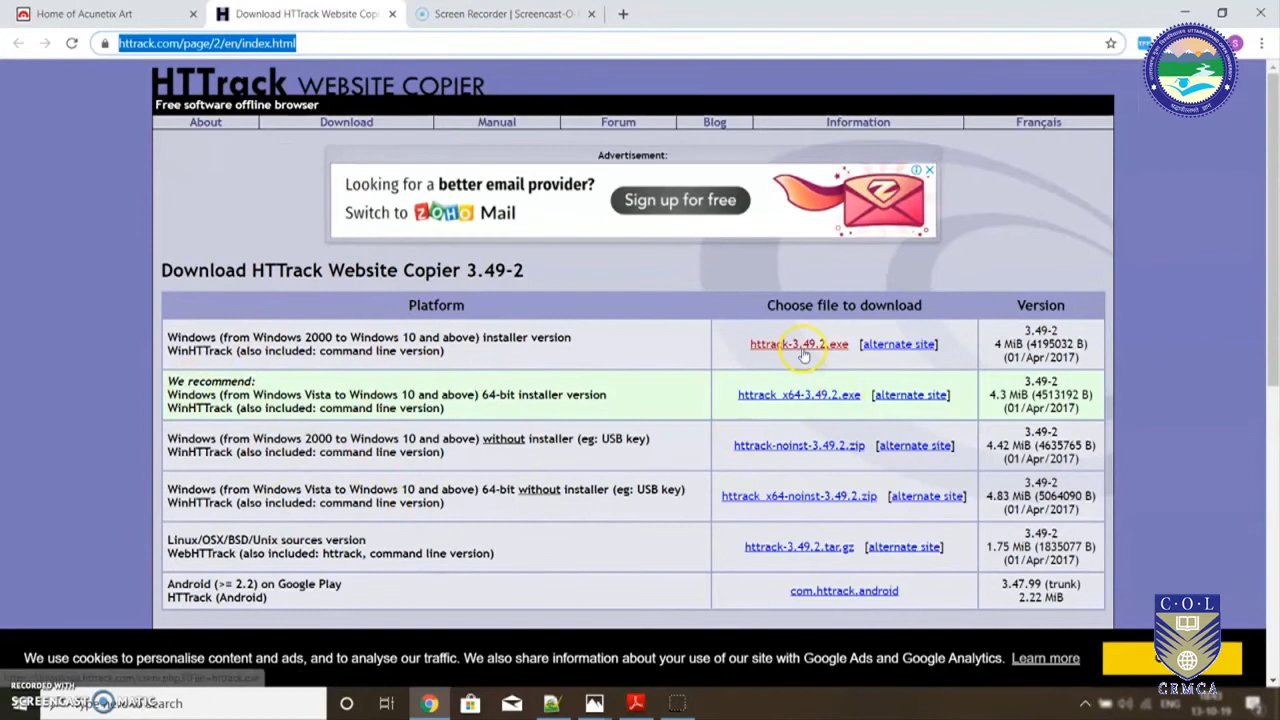 Home of Acunetix Art
Download HTTrack Website Copi
Screen Recorder | Screencast-O-
httrack.com/page/2/en/index.html
HTTrack WEBSITE COPIER
Free software offline browser
About Download Manual Forum Blog Information Français
Advertisement:
Looking for a better email provider?
Switch to ZOHO Mail
Sign up for free
Download HTTrack Website Copier 3.49-2
Platform Choose file to download Version
Windows (from Windows 2000 to Windows 10 and above) installer version
WinHTTrack (also included: command line version)
httrack-3.49.2.exe [alternate site]
3.49-2
4 MiB (4195032 B)
(01/Apr/2017)
We recommend:
Windows (from Windows Vista to Windows 10 and above) 64-bit installer version
WinHTTrack (also included: command line version)
httrack_x64-3.49.2.exe [alternate site]
3.49-2
4.3 MiB (4513192 B)
(01/Apr/2017)
Windows (from Windows 2000 to Windows 10 and above) without installer (eg: USB key)
WinHTTrack (also included: command line version)
httrack-noinst-3.49.2.zip [alternate site]
3.49-2
4.42 MiB (4635765 B)
(01/Apr/2017)
Windows (from Windows Vista to Windows 10 and above) 64-bit without installer (eg: USB key)
WinHTTrack (also included: command line version)
httrack_x64-noinst-3.49.2.zip [alternate site]
3.49-2
4.83 MiB (5064090 B)
(01/Apr/2017)
Linux/OSX/BSD/Unix sources version
WebHTTrack (also included: httrack, command line version)
httrack-3.49.2.tar.gz [alternate site]
3.49-2
1.75 MiB (1835077 B)
(01/Apr/2017)
Android (>= 2.2) on Google Play
HTTrack (Android)
com.httrack.android
3.47.99 (trunk)
2.22 MiB
We use cookies to personalise content and ads, and to analyse our traffic. We also share information about your use of our site with Google Ads and Google Analytics. Learn more
C·O·L
CEMCA
RECORDED WITH
SCREENCAST MATIC
to search
ENG
13-10-19